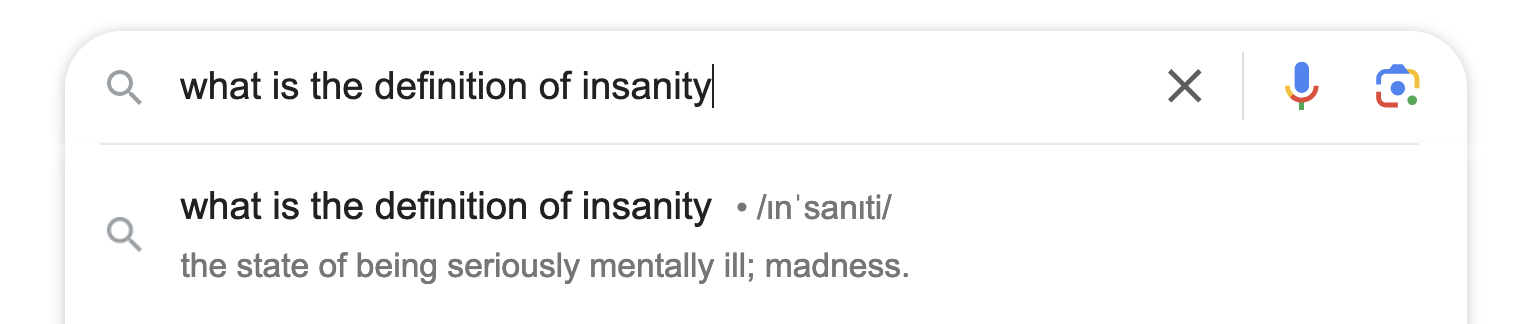 what is the definition of insanity
what is the definition of insanity • /ɪnˈsanɪti/
the state of being seriously mentally ill; madness.